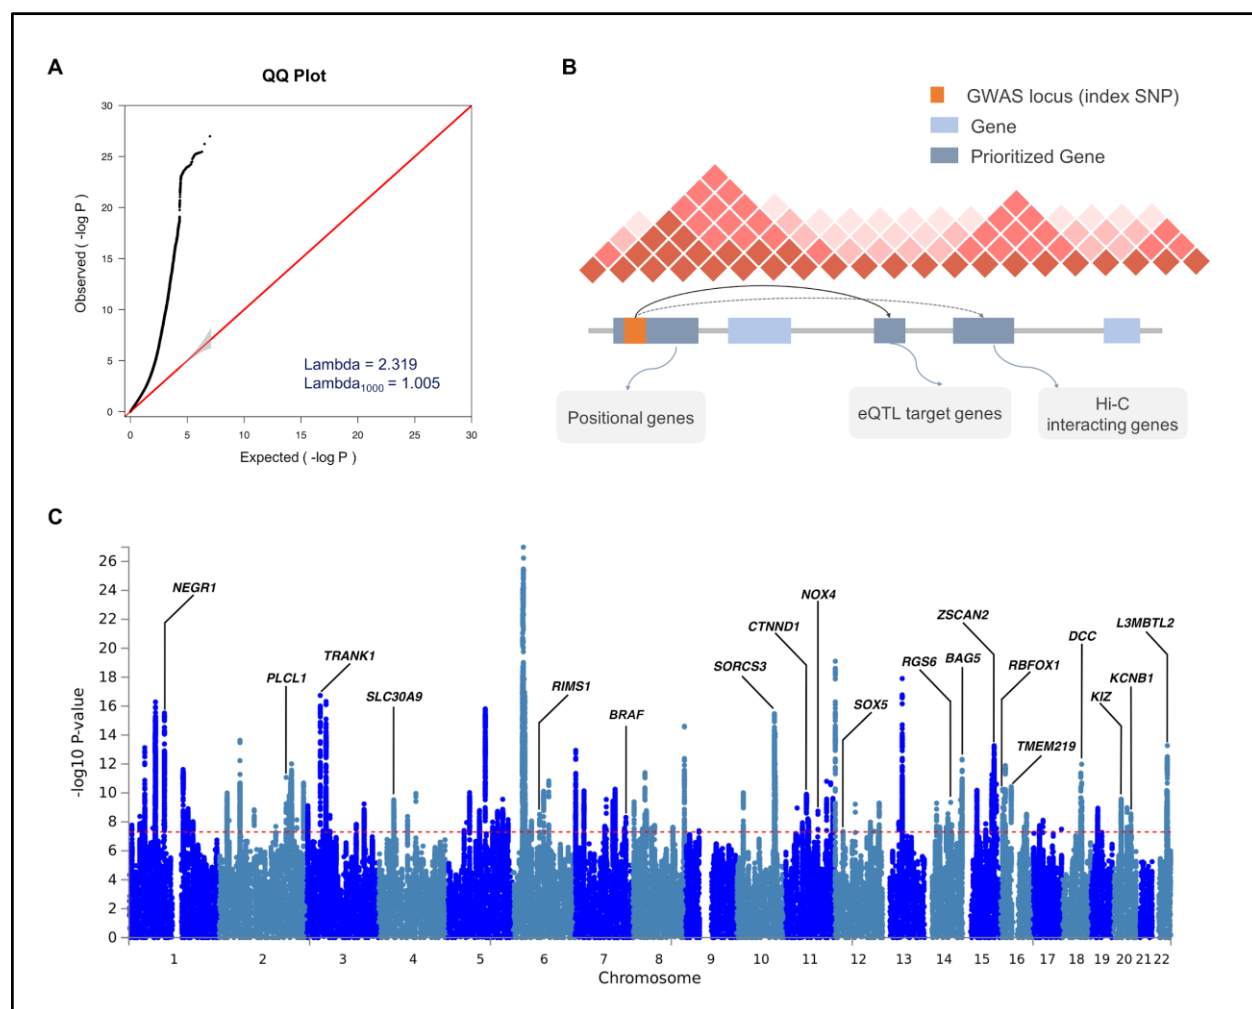 A
QQ Plot
30
25
20
15
10
5
0
Observed ( -log P )
Lambda = 2.319
Lambda1000 = 1.005
0 5 10 15 20 25 30
Expected ( -log P )
B
GWAS locus (index SNP)
Gene
Prioritized Gene
Positional genes
eQTL target genes
Hi-C
interacting genes
C
-log10 P-value
26
24
22
20
18
16
14
12
10
8
6
4
2
0
NEGR1
PLCL1
TRANK1
SLC30A9
RIMS1
BRAF
SORCS3
CTNND1
NOX4
SOX5
RGS6
BAG5
ZSCAN2
RBFOX1
TMEM219
DCC
KIZ
KCNB1
L3MBTL2
1 2 3 4 5 6 7 8 9 10 11 12 13 14 15 16 17 18 19 20 21 22
Chromosome